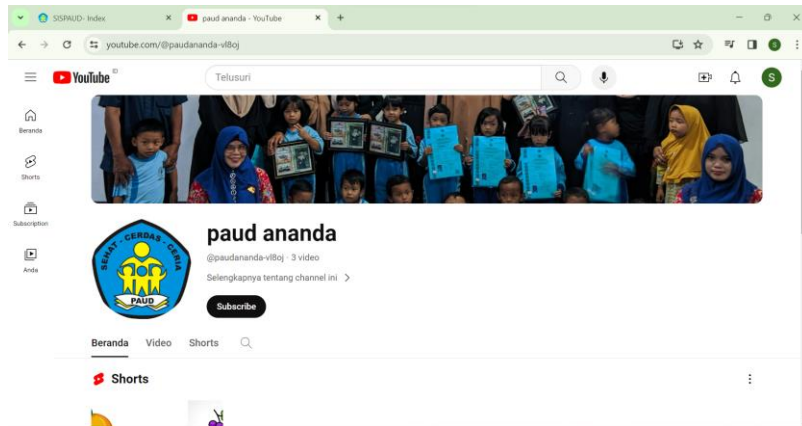 SISPAUD- Index
paud ananda - YouTube
youtube.com/@paudananda-vl8oj
YouTube ID
Telusuri
S
Beranda
Shorts
Subscription
Anda
SEHAT - CERDAS - CERIA
PAUD
paud ananda
@paudananda-vl8oj · 3 video
Selengkapnya tentang channel ini
Subscribe
Beranda Video Shorts
Shorts